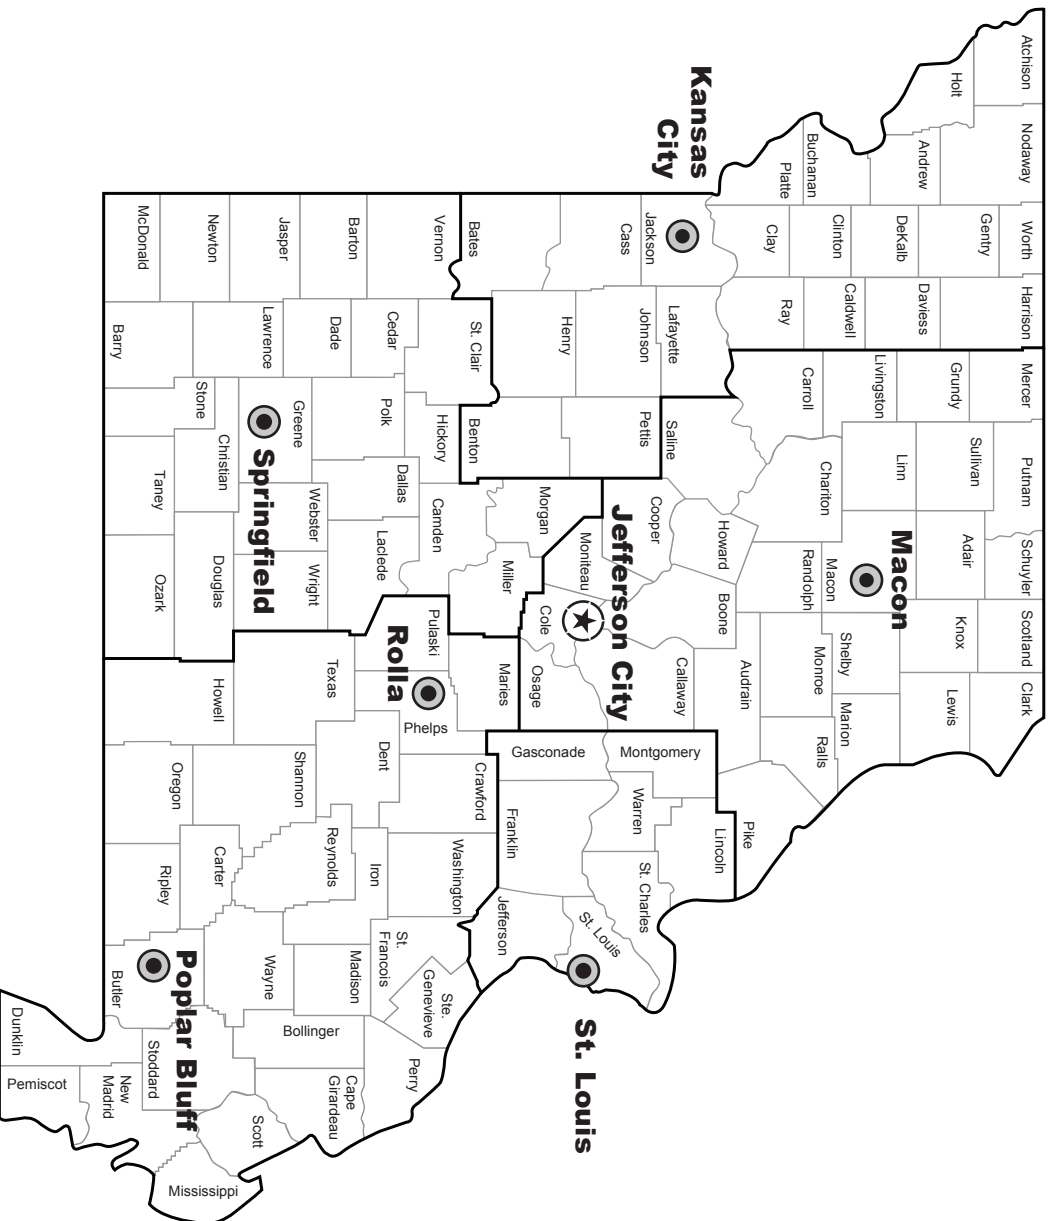 Atchison
Nodaway
Worth
Harrison
Mercer
Putnam
Schuyler
Scotland
Clark
Holt
Andrew
Gentry
DeKalb
Daviess
Grundy
Sullivan
Adair
Knox
Lewis
Buchanan
Platte
Clinton
Clay
Caldwell
Ray
Livingston
Carroll
Linn
Chariton
Macon
Macon
Randolph
Shelby
Monroe
Marion
Ralls
Audrain
Pike
Kansas
City
Jackson
Cass
Bates
Lafayette
Johnson
Henry
Saline
Pettis
Benton
Howard
Cooper
Boone
Callaway
Moniteau
Cole
Osage
Jefferson City
Morgan
Miller
Maries
Montgomery
Gasconade
Warren
Lincoln
St. Charles
Franklin
St. Louis
Jefferson
St. Louis
Vernon
Barton
Jasper
Newton
McDonald
St. Clair
Cedar
Dade
Lawrence
Barry
Hickory
Polk
Greene
Stone
Christian
Taney
Springfield
Dallas
Webster
Camden
Laclede
Wright
Douglas
Ozark
Pulaski
Rolla
Phelps
Texas
Howell
Dent
Shannon
Oregon
Crawford
Washington
Iron
Reynolds
Carter
Ripley
St.
Francois
Ste.
Genevieve
Madison
Wayne
Butler
Poplar Bluff
Bollinger
Perry
Cape
Girardeau
Stoddard
Scott
Mississippi
New
Madrid
Dunklin
Pemiscot